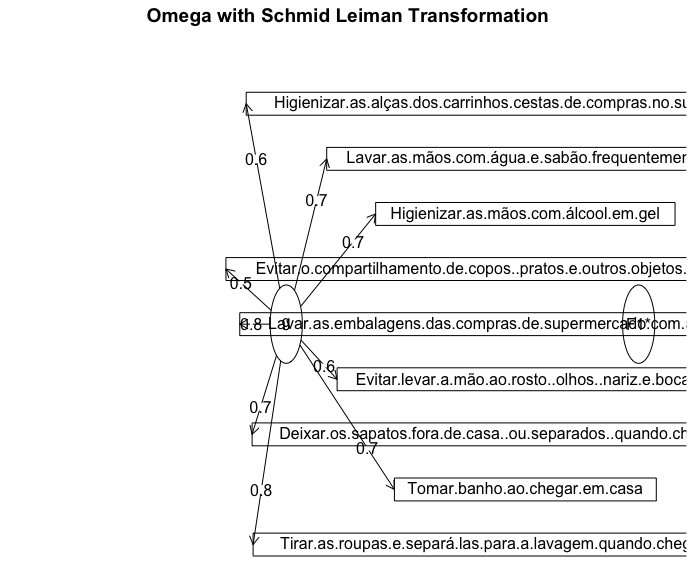 Omega with Schmid Leiman Transformation
Higienizar.as.alças.dos.carrinhos.cestas.de.compras.no.su
0.6
Lavar.as.mãos.com.água.e.sabão.frequentemen
0.7
Higienizar.as.mãos.com.álcool.em.gel
0.7
Evitar.o.compartilhamento.de.copos..pratos.e.outros.objetos.
0.5
0.8
g
Lavar.as.embalagens.das.compras.de.supermercado.com.
F1*
0.6
Evitar.levar.a.mão.ao.rosto..olhos..nariz.e.boca
0.7
Deixar.os.sapatos.fora.de.casa..ou.separados..quando.ch
0.7
Tomar.banho.ao.chegar.em.casa
0.8
Tirar.as.roupas.e.separá.las.para.a.lavagem.quando.cheg